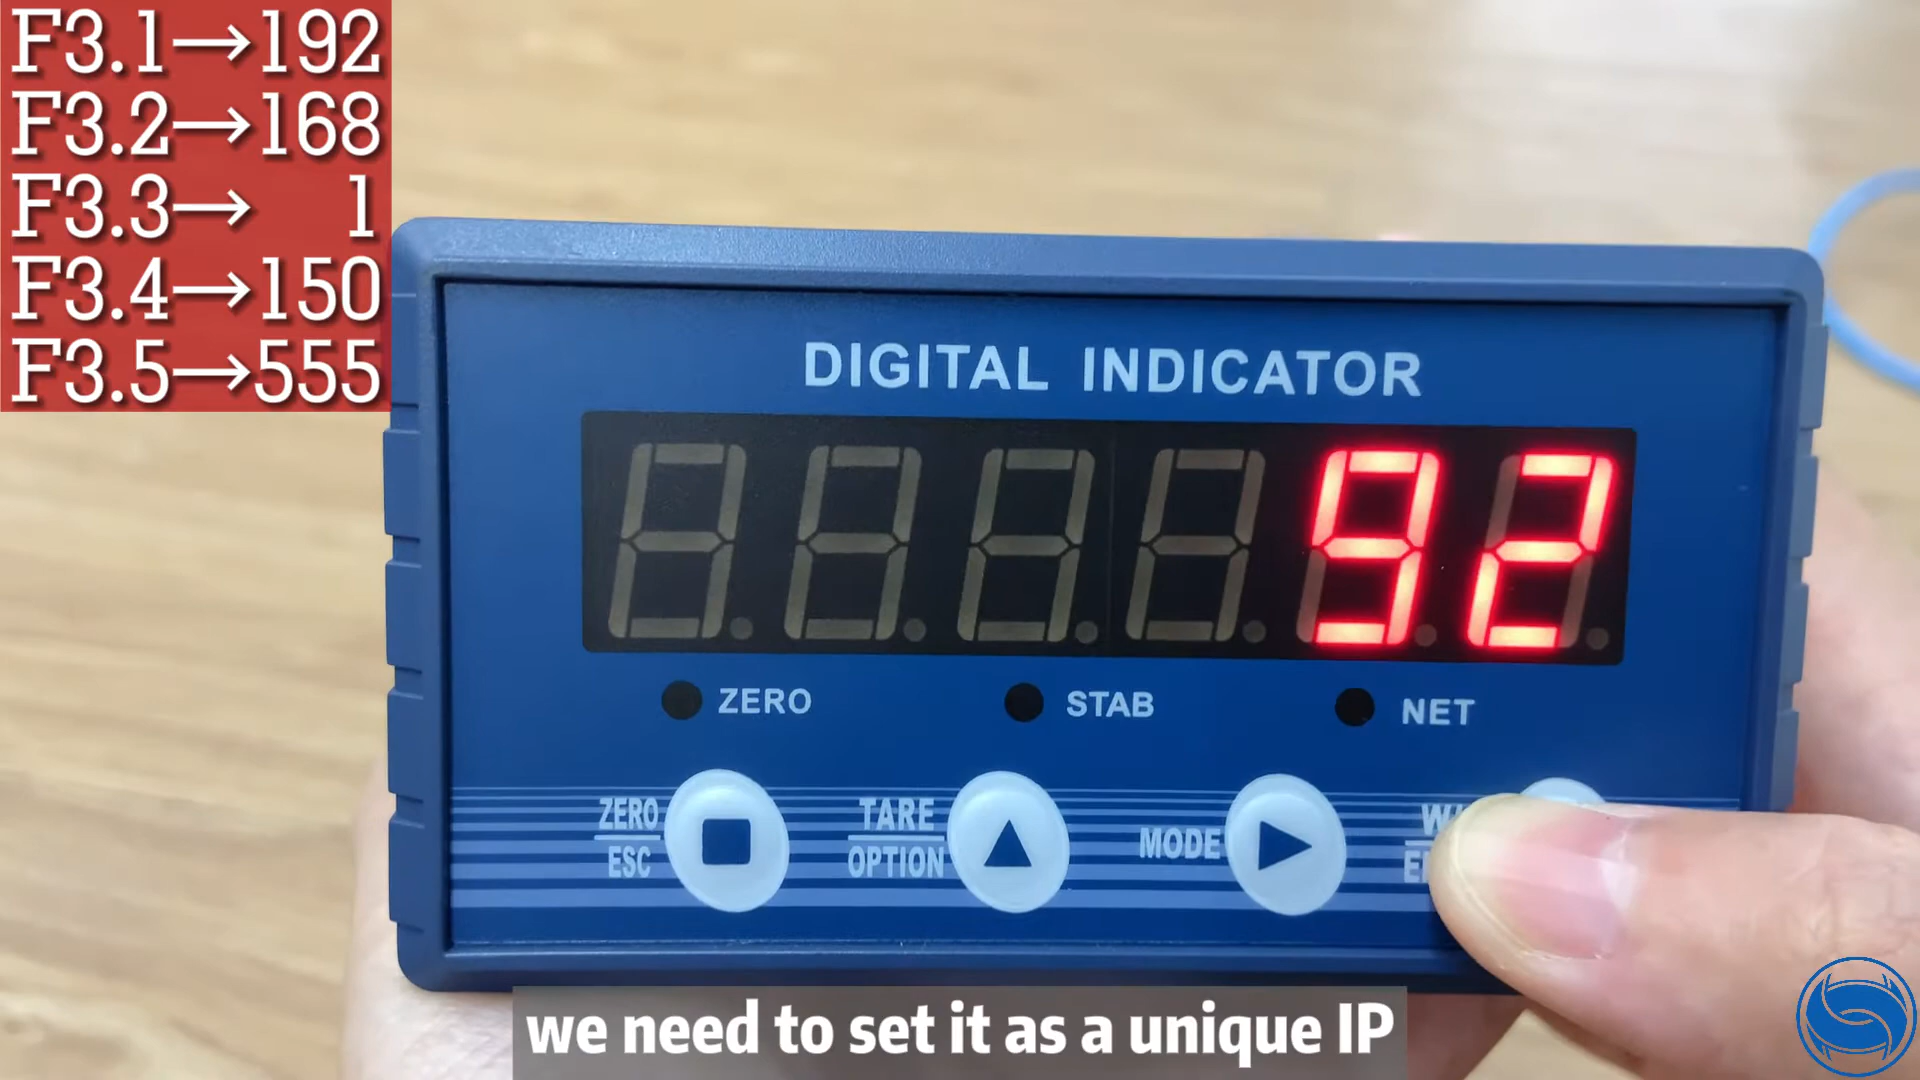 F3.1→192
F3.2→168
F3.3→ 1
F3.4→150
F3.5→555
DIGITAL INDICATOR
92
ZERO
STAB
NET
ZERO
ESC
TARE
OPTION
MODE
we need to set it as a unique IP